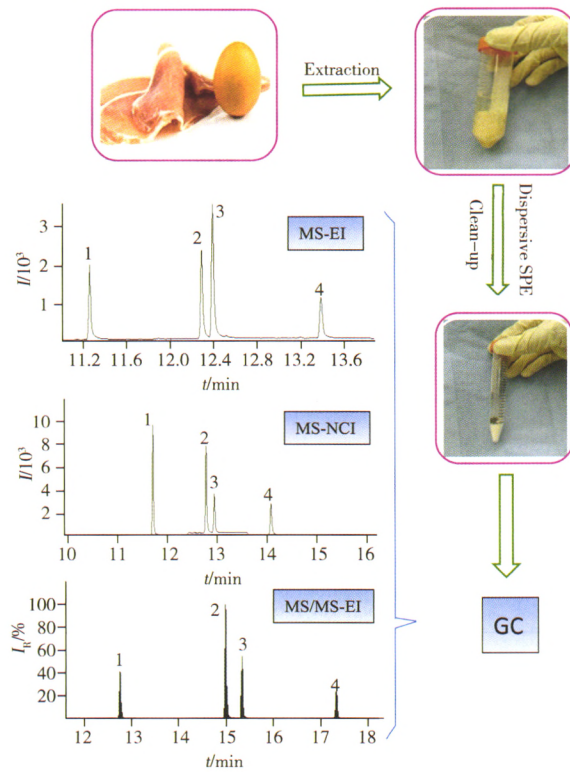 Extraction
Dispersive SPE
Clean-up
MS-EI
I/10³
3
2
1
1
2
3
4
11.2 11.6 12.0 12.4 12.8 13.2 13.6
t/min
MS-NCI
I/10³
10
8
6
4
2
1
2
3
4
10 11 12 13 14 15 16
t/min
MS/MS-EI
I_R/%
100
80
60
40
20
1
2
3
4
12 13 14 15 16 17 18
t/min
GC